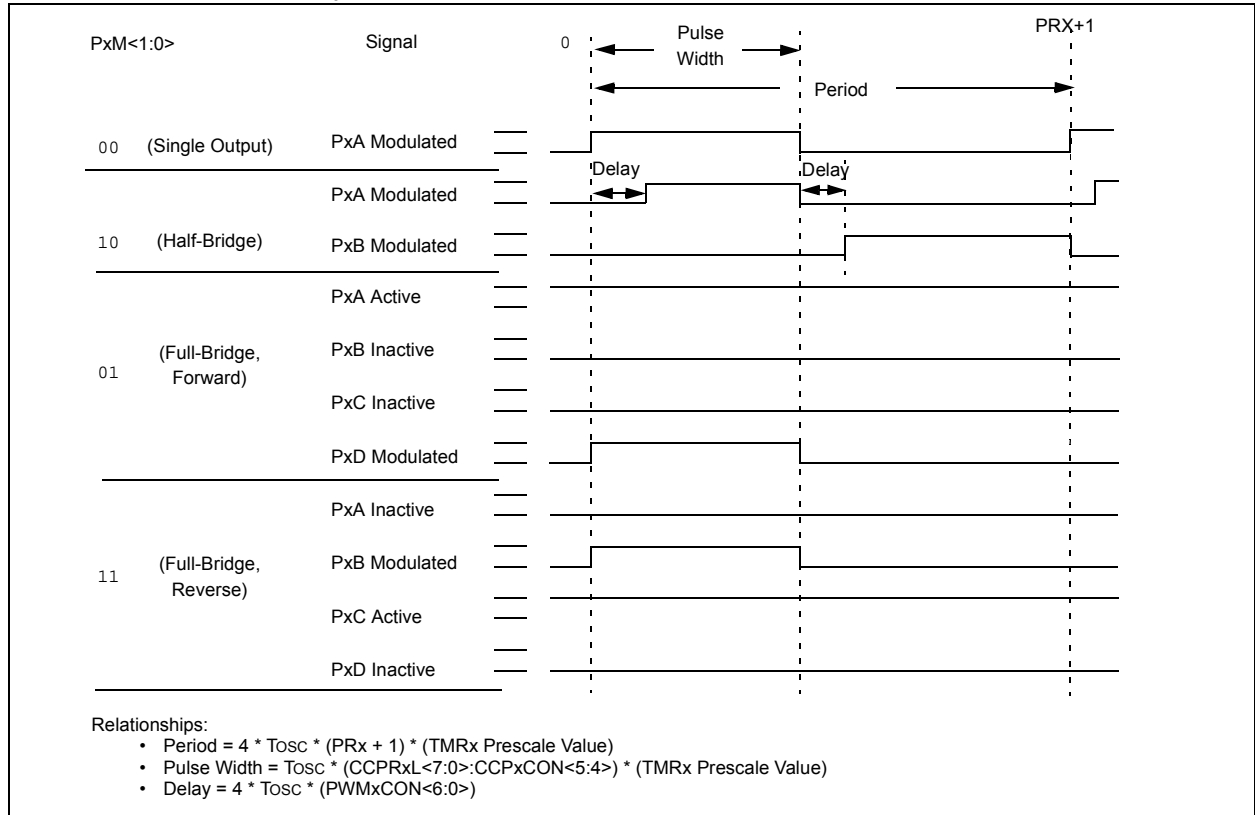 PxM<1:0>
Signal
0
Pulse
Width
PRX+1
Period
00
(Single Output)
PxA Modulated
Delay
Delay
PxA Modulated
10
(Half-Bridge)
PxB Modulated
PxA Active
01
(Full-Bridge,
Forward)
PxB Inactive
PxC Inactive
PxD Modulated
PxA Inactive
11
(Full-Bridge,
Reverse)
PxB Modulated
PxC Active
PxD Inactive
Relationships:
• Period = 4 * TOSC * (PRx + 1) * (TMRx Prescale Value)
• Pulse Width = TOSC * (CCPRxL<7:0>:CCPxCON<5:4>) * (TMRx Prescale Value)
• Delay = 4 * TOSC * (PWMxCON<6:0>)